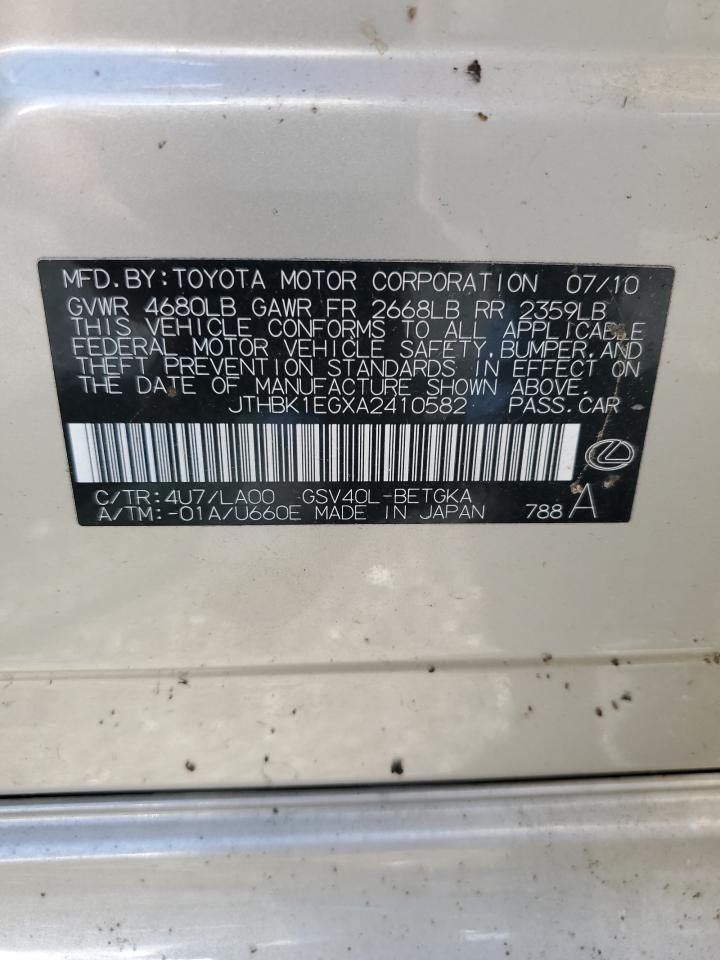 MFD.BY:TOYOTA MOTOR CORPORATION 07/10
GVWR 4680LB GAWR FR 2668LB RR 2359LB
THIS VEHICLE CONFORMS TO ALL APPLICABLE
FEDERAL MOTOR VEHICLE SAFETY,BUMPER,AND
THEFT PREVENTION STANDARDS IN EFFECT ON
THE DATE OF MANUFACTURE SHOWN ABOVE.
JTHBK1EGXA2410582 PASS.CAR
C/TR:4U7/LA00 GSV40L-BETGKA
A/TM:-01A/U660E MADE IN JAPAN 788 A